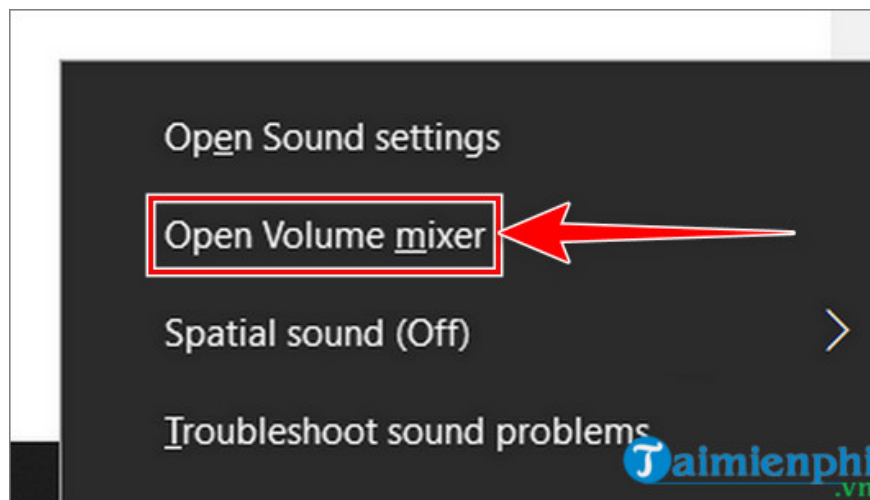 Open Sound settings
Open Volume mixer
Spatial sound (Off)
Troubleshoot sound problems
Taimienphi
.vn